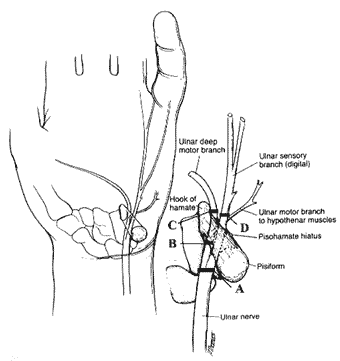 Ulnar deep
motor branch
Ulnar sensory
branch (digital)
Hook of
hamate
Ulnar motor branch
to hypothenar muscles
C
D
Pisohamate hiatus
B
Pisiform
A
Ulnar nerve